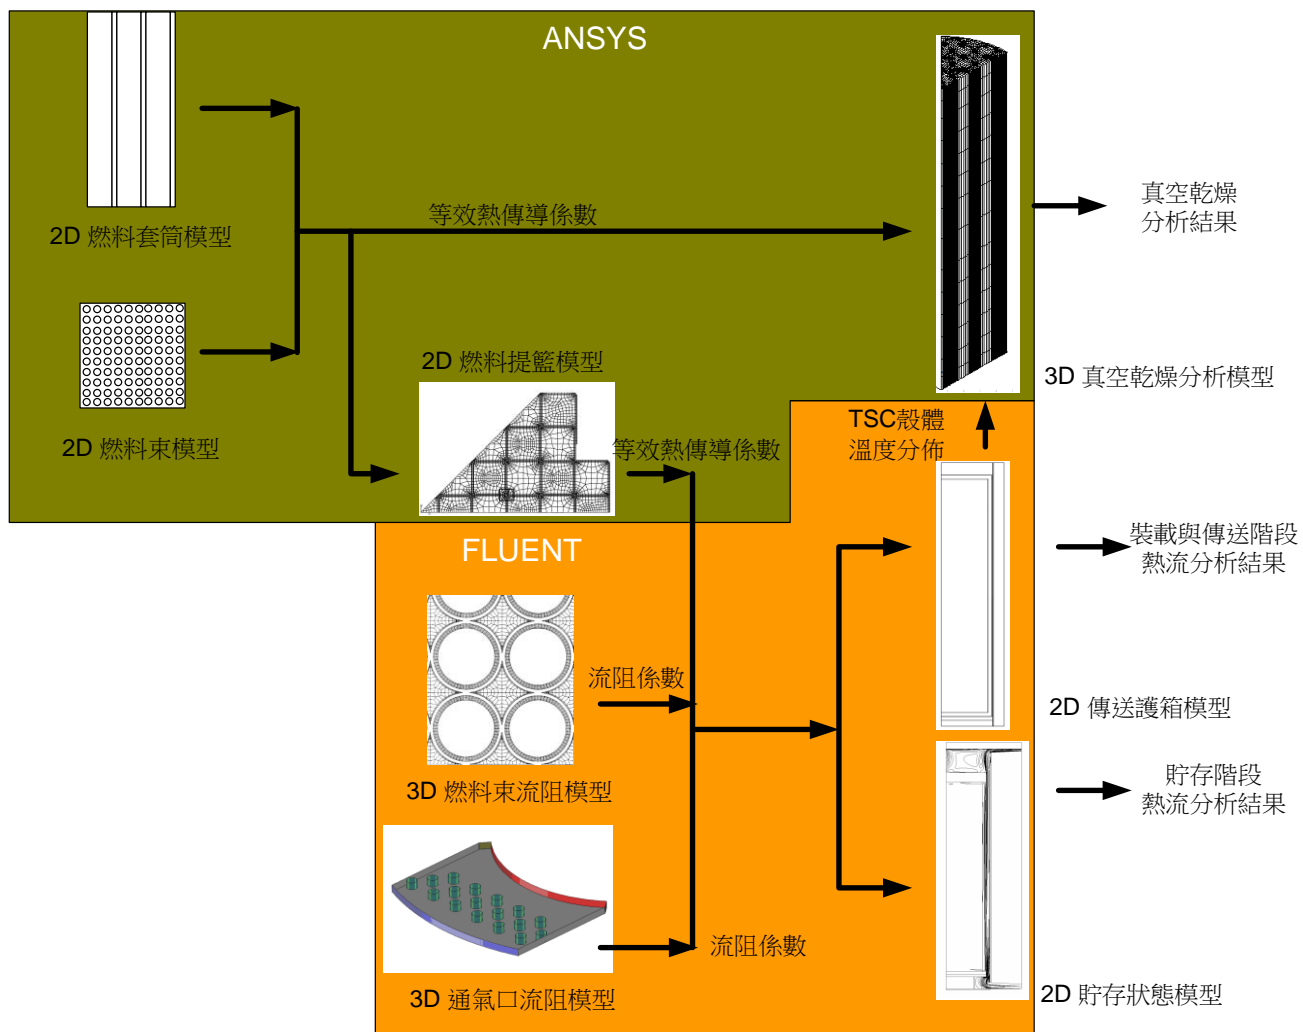 ANSYS
2D 燃料套筒模型
等效熱傳導係數
真空乾燥
分析結果
2D 燃料束模型
2D 燃料提籃模型
3D 真空乾燥分析模型
TSC殼體
溫度分佈
等效熱傳導係數
FLUENT
裝載與傳送階段
熱流分析結果
流阻係數
2D 傳送護箱模型
3D 燃料束流阻模型
貯存階段
熱流分析結果
流阻係數
3D 通氣口流阻模型
2D 貯存狀態模型